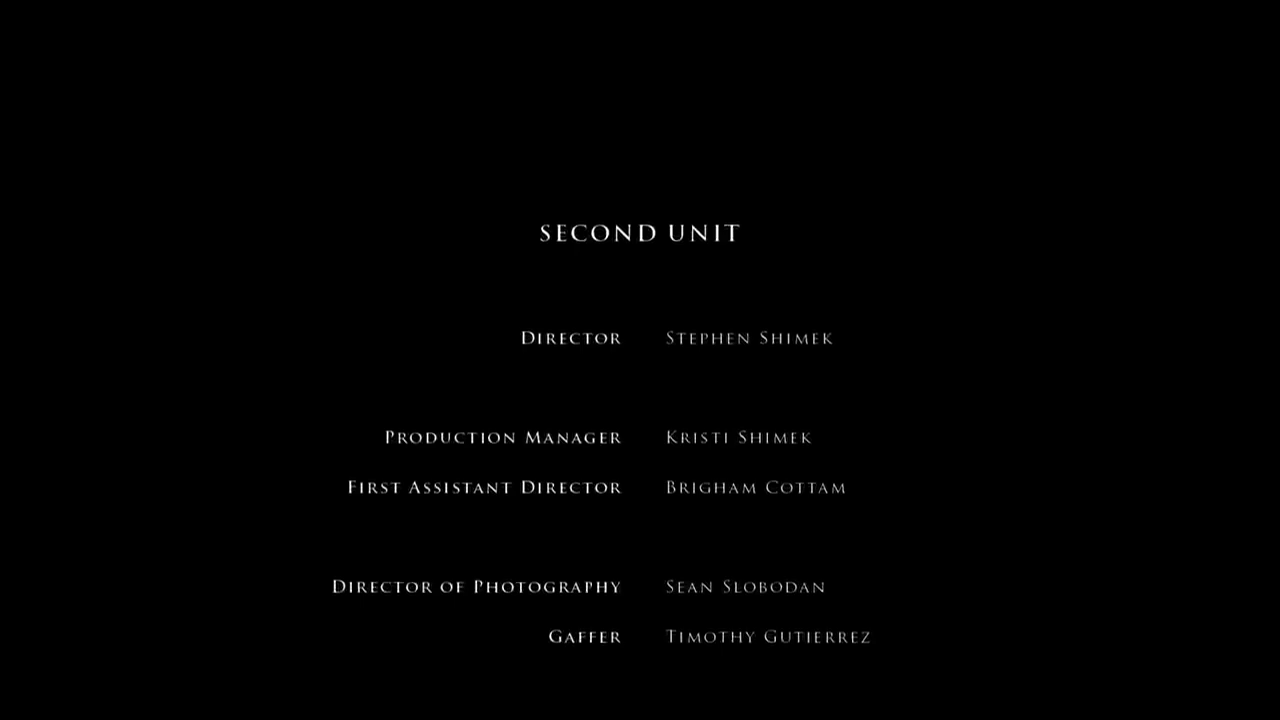 SECOND UNIT
Director Stephen Shimek
Production Manager Kristi Shimek
First Assistant Director Brigham Cottam
Director of Photography Sean Slobodan
Gaffer Timothy Gutierrez